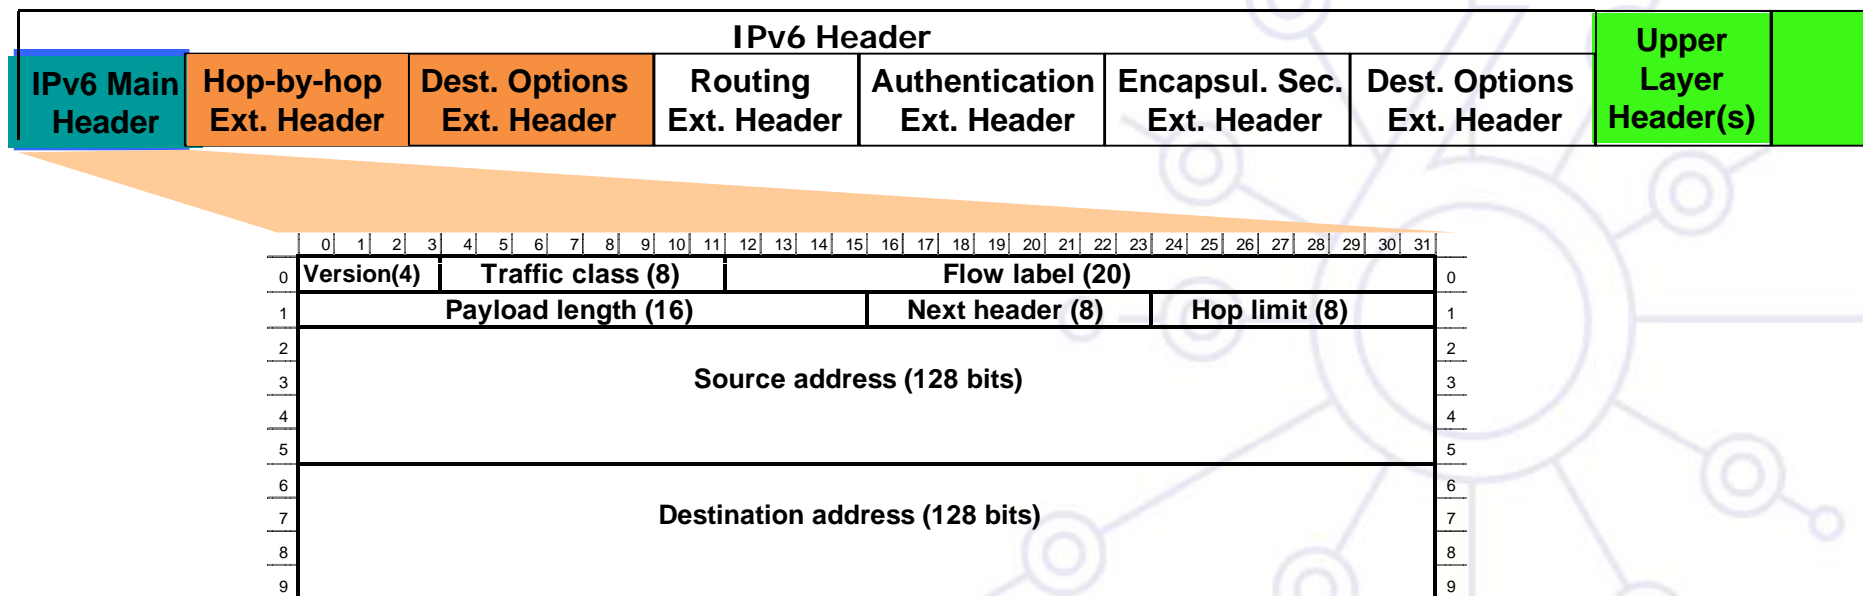 IPv6 Header
IPv6 Main Header
Hop-by-hop Ext. Header
Dest. Options Ext. Header
Routing Ext. Header
Authentication Ext. Header
Encapsul. Sec. Ext. Header
Dest. Options Ext. Header
Upper Layer Header(s)
0 1 2 3 4 5 6 7 8 9 10 11 12 13 14 15 16 17 18 19 20 21 22 23 24 25 26 27 28 29 30 31
0 Version(4) Traffic class (8) Flow label (20) 0
1 Payload length (16) Next header (8) Hop limit (8) 1
2 2
3 Source address (128 bits) 3
4 4
5 5
6 6
7 Destination address (128 bits) 7
8 8
9 9